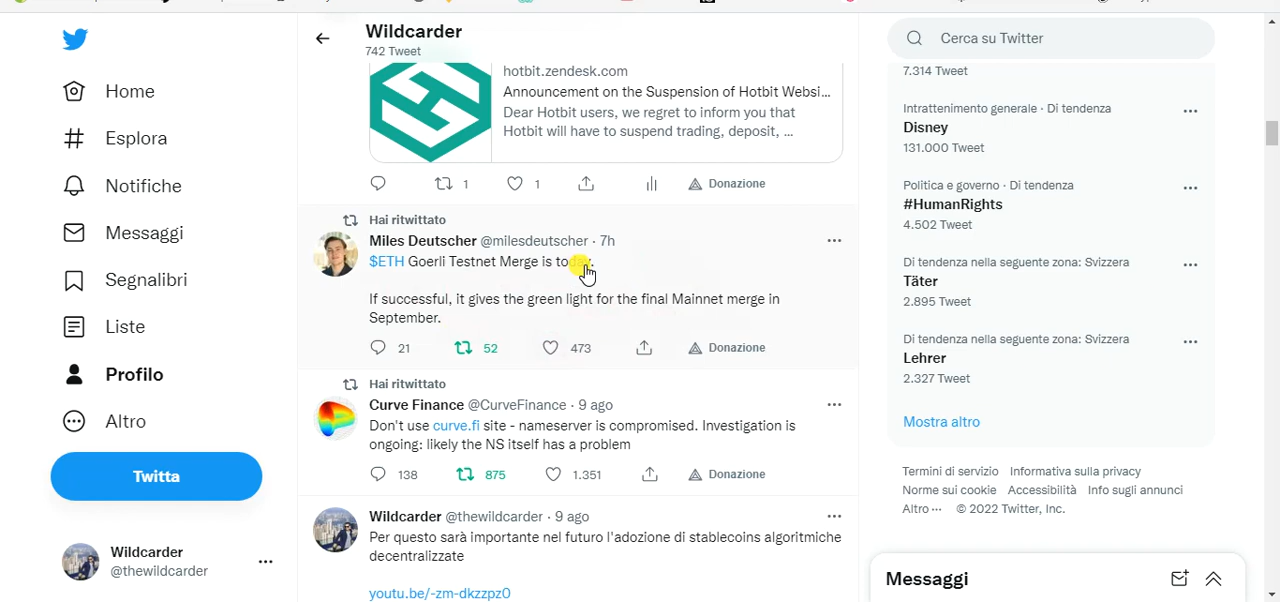 Home
Esplora
Notifiche
Messaggi
Segnalibri
Liste
Profilo
Altro
Twitta
Wildcarder
@thewildcarder
Wildcarder
742 Tweet
hotbit.zendesk.com
Announcement on the Suspension of Hotbit Websi...
Dear Hotbit users, we regret to inform you that
Hotbit will have to suspend trading, deposit, ...
1 1 Donazione
Hai ritwittato
Miles Deutscher @milesdeutscher · 7h
$ETH Goerli Testnet Merge is today.
If successful, it gives the green light for the final Mainnet merge in
September.
21 52 473 Donazione
Hai ritwittato
Curve Finance @CurveFinance · 9 ago
Don't use curve.fi site - nameserver is compromised. Investigation is
ongoing: likely the NS itself has a problem
138 875 1.351 Donazione
Wildcarder @thewildcarder · 9 ago
Per questo sarà importante nel futuro l'adozione di stablecoins algoritmiche
decentralizzate
youtu.be/-zm-dkzzpz0
Cerca su Twitter
7.314 Tweet
Intrattenimento generale · Di tendenza
Disney
131.000 Tweet
Politica e governo · Di tendenza
#HumanRights
4.502 Tweet
Di tendenza nella seguente zona: Svizzera
Täter
2.895 Tweet
Di tendenza nella seguente zona: Svizzera
Lehrer
2.327 Tweet
Mostra altro
Termini di servizio Informativa sulla privacy
Norme sui cookie Accessibilità Info sugli annunci
Altro ··· © 2022 Twitter, Inc.
Messaggi